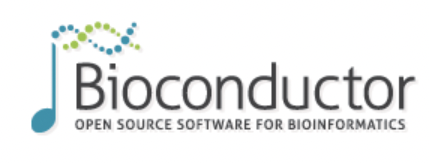 Bioconductor
OPEN SOURCE SOFTWARE FOR BIOINFORMATICS